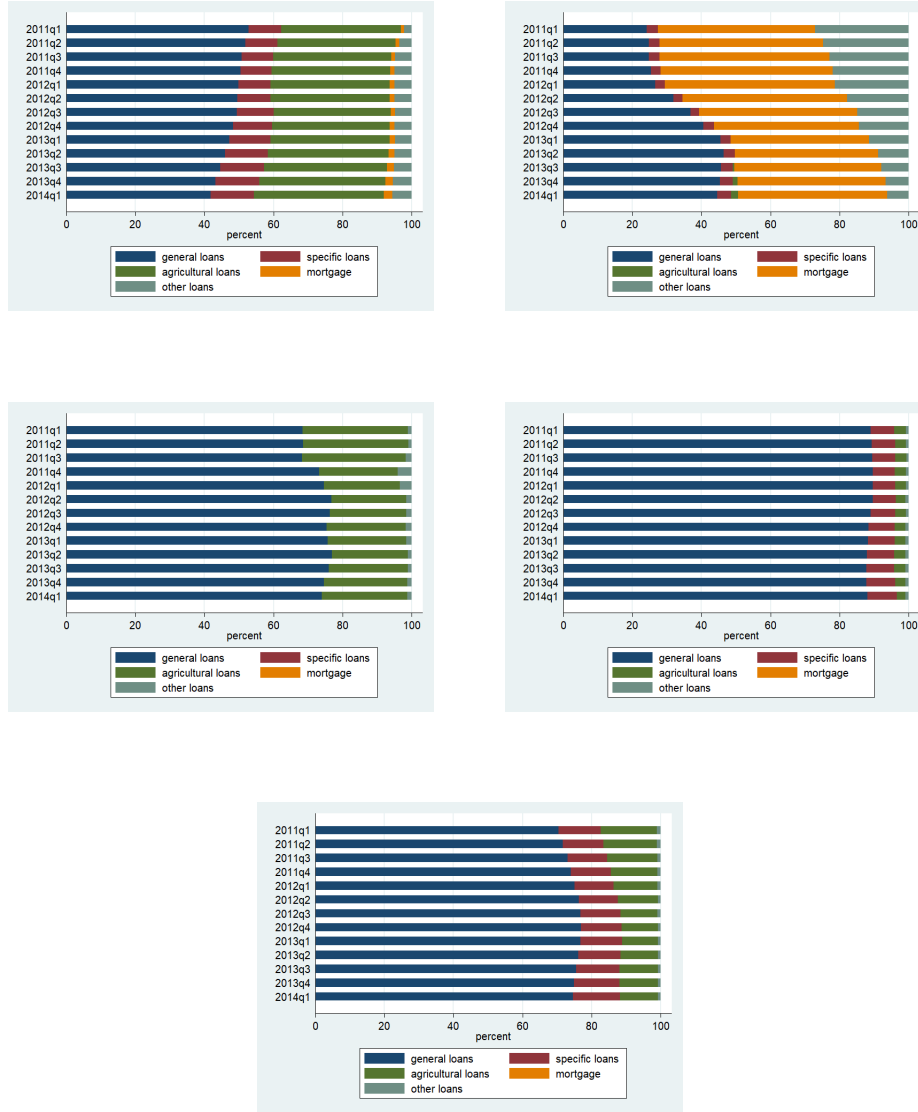 2011q1
2011q2
2011q3
2011q4
2012q1
2012q2
2012q3
2012q4
2013q1
2013q2
2013q3
2013q4
2014q1
0 20 40 60 80 100
percent
general loans specific loans
agricultural loans mortgage
other loans
2011q1
2011q2
2011q3
2011q4
2012q1
2012q2
2012q3
2012q4
2013q1
2013q2
2013q3
2013q4
2014q1
0 20 40 60 80 100
percent
general loans specific loans
agricultural loans mortgage
other loans
2011q1
2011q2
2011q3
2011q4
2012q1
2012q2
2012q3
2012q4
2013q1
2013q2
2013q3
2013q4
2014q1
0 20 40 60 80 100
percent
general loans specific loans
agricultural loans mortgage
other loans
2011q1
2011q2
2011q3
2011q4
2012q1
2012q2
2012q3
2012q4
2013q1
2013q2
2013q3
2013q4
2014q1
0 20 40 60 80 100
percent
general loans specific loans
agricultural loans mortgage
other loans
2011q1
2011q2
2011q3
2011q4
2012q1
2012q2
2012q3
2012q4
2013q1
2013q2
2013q3
2013q4
2014q1
0 20 40 60 80 100
percent
general loans specific loans
agricultural loans mortgage
other loans